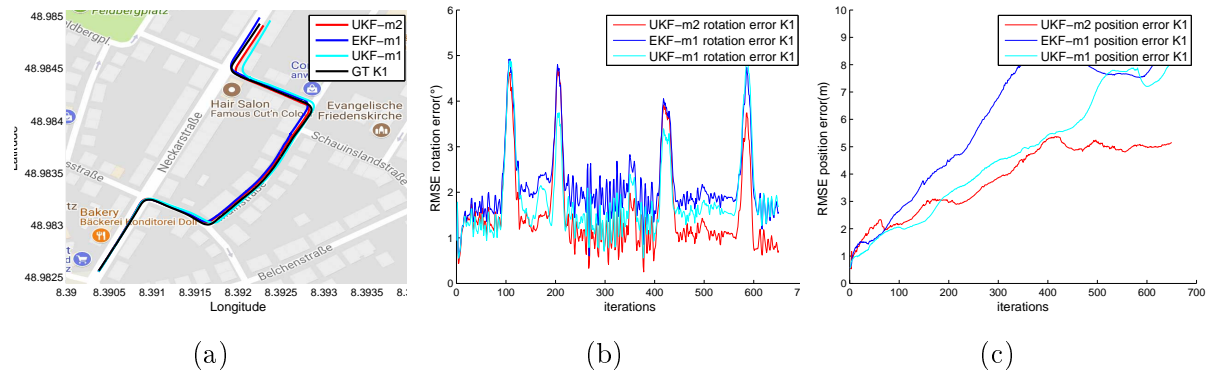 Feldbergplatz
Feldbergpl.
48.985
48.9845
48.984
48.9835
48.983
48.9825
Latitude
UKF-m2
EKF-m1
UKF-m1
GT K1
Hair Salon
Famous Cut'n Colo
Evangelische
Friedenskirche
Neckarstraße
Schauinslandstraße
Bakery
Bäckerei Konditorei Doll
Belchenstraße
8.39
8.3905
8.391
8.3915
8.392
8.3925
8.393
8.3935
Longitude
(a)
UKF-m2 rotation error K1
EKF-m1 rotation error K1
UKF-m1 rotation error K1
RMSE rotation error(°)
6
5
4
3
2
1
0
0
100
200
300
400
500
600
7
iterations
(b)
UKF-m2 position error K1
EKF-m1 position error K1
UKF-m1 position error K1
RMSE position error(m)
10
9
8
7
6
5
4
3
2
1
0
0
100
200
300
400
500
600
700
iterations
(c)